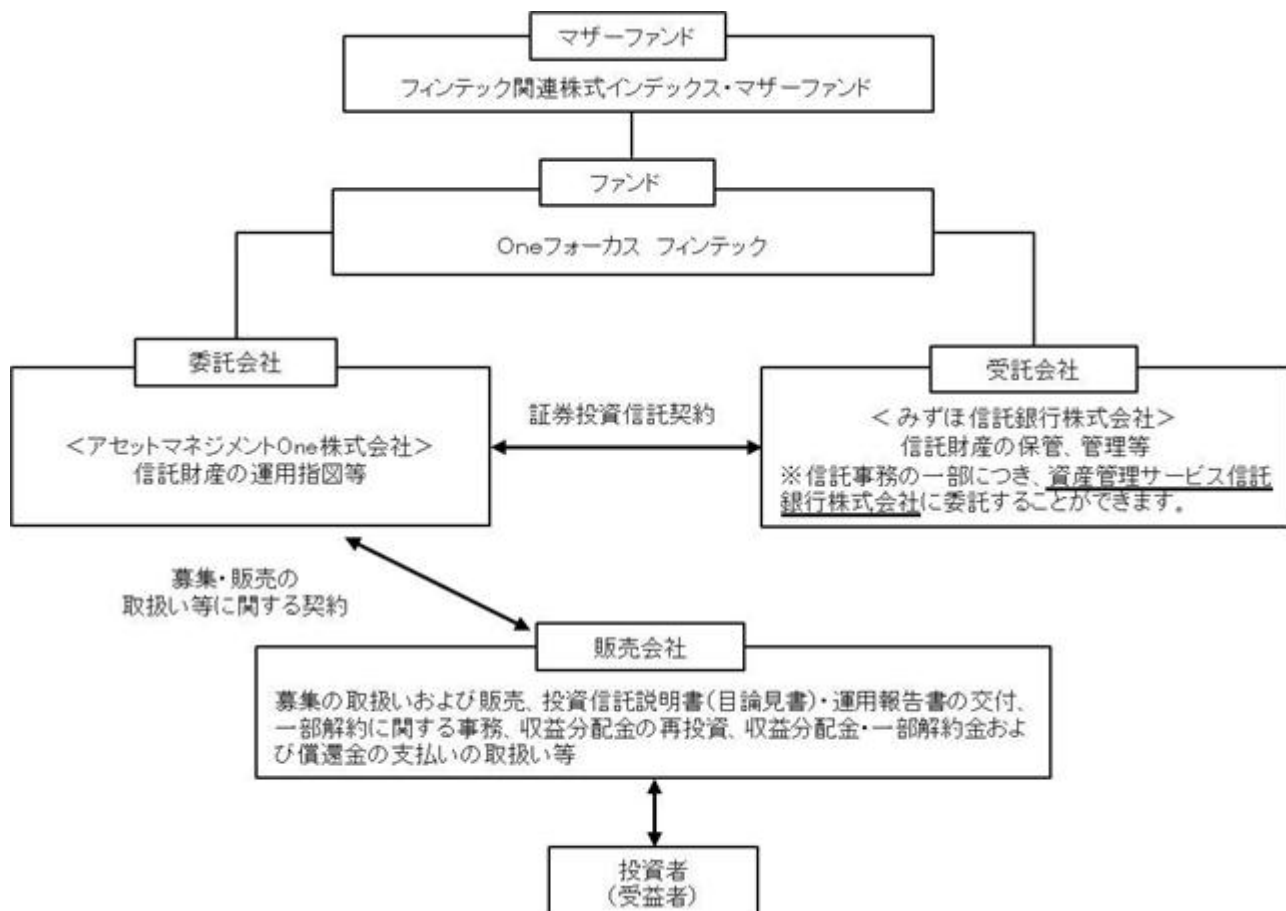 マザーファンド
フィンテック関連株式インデックス・マザーファンド
ファンド
Oneフォーカス フィンテック
委託会社
<アセットマネジメントOne株式会社>
信託財産の運用指図等
証券投資信託契約
受託会社
<みずほ信託銀行株式会社>
信託財産の保管、管理等
※信託事務の一部につき、資産管理サービス信託
銀行株式会社に委託することができます。
募集・販売の
取扱い等に関する契約
販売会社
募集の取扱いおよび販売、投資信託説明書(目論見書)・運用報告書の交付、
一部解約に関する事務、収益分配金の再投資、収益分配金・一部解約金およ
び償還金の支払いの取扱い等
投資者
(受益者)